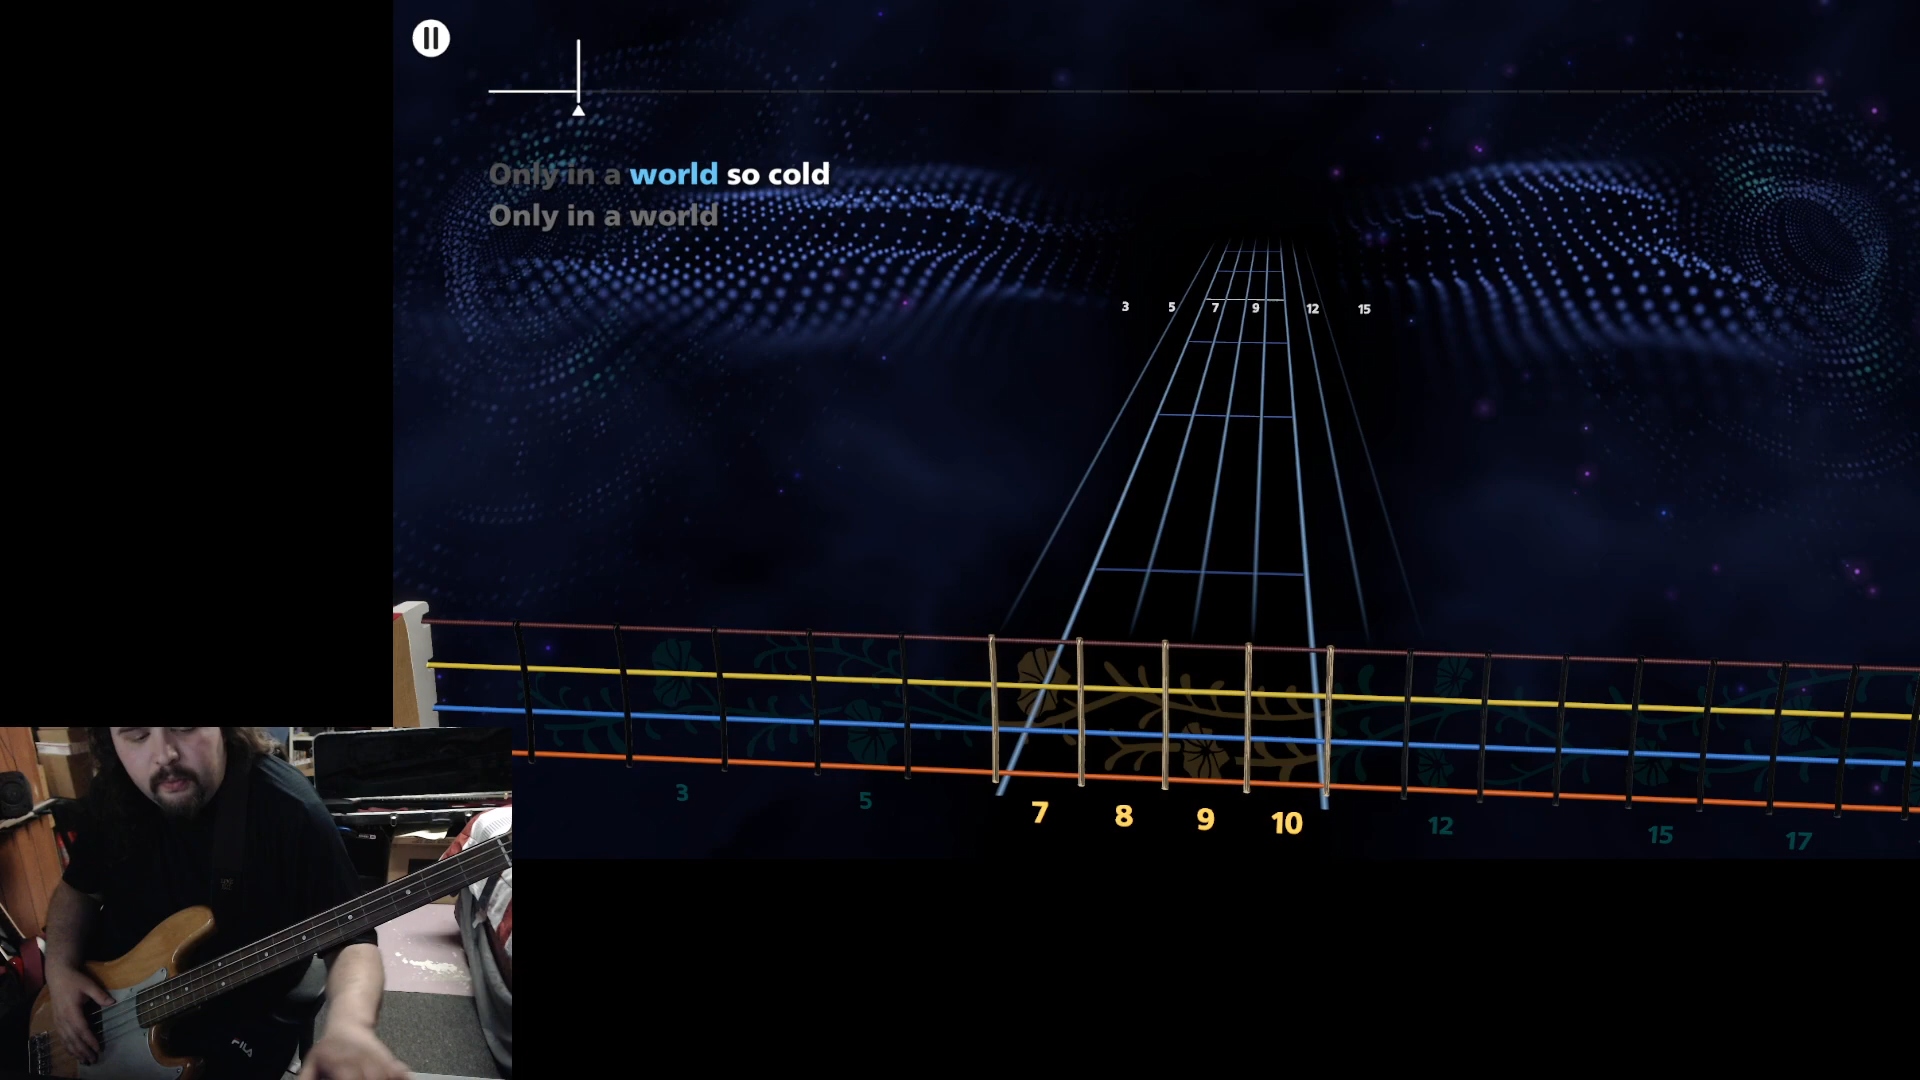 Only in a world so cold
Only in a world
3 5 7 9 12 15
3 5 7 8 9 10 12 15 17
FILA